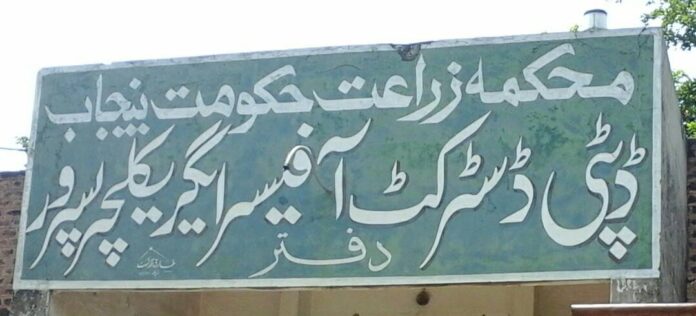 محکمہ زراعت حکومت پنجاب
ڈپٹی ڈسٹرکٹ آفیسر ایگریکلچر پسرور
دفتر